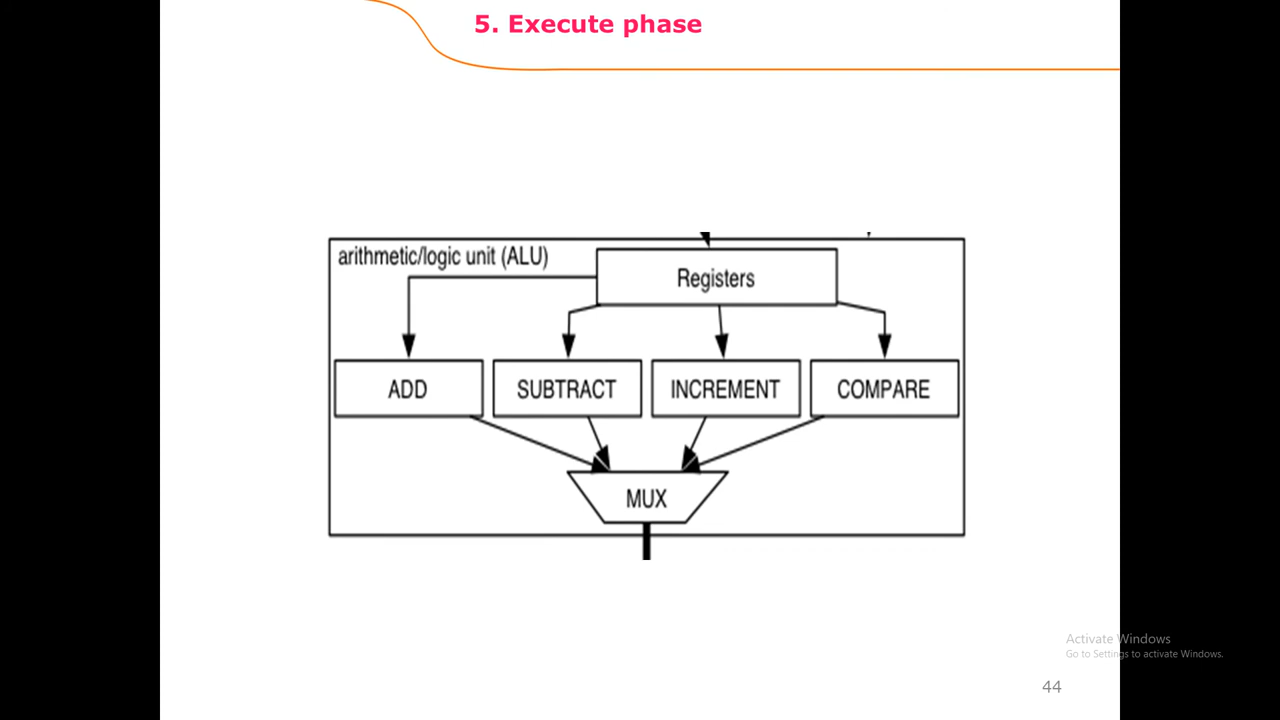 5. Execute phase
arithmetic/logic unit (ALU)
Registers
ADD
SUBTRACT
INCREMENT
COMPARE
MUX
Activate Windows
Go to Settings to activate Windows.
44